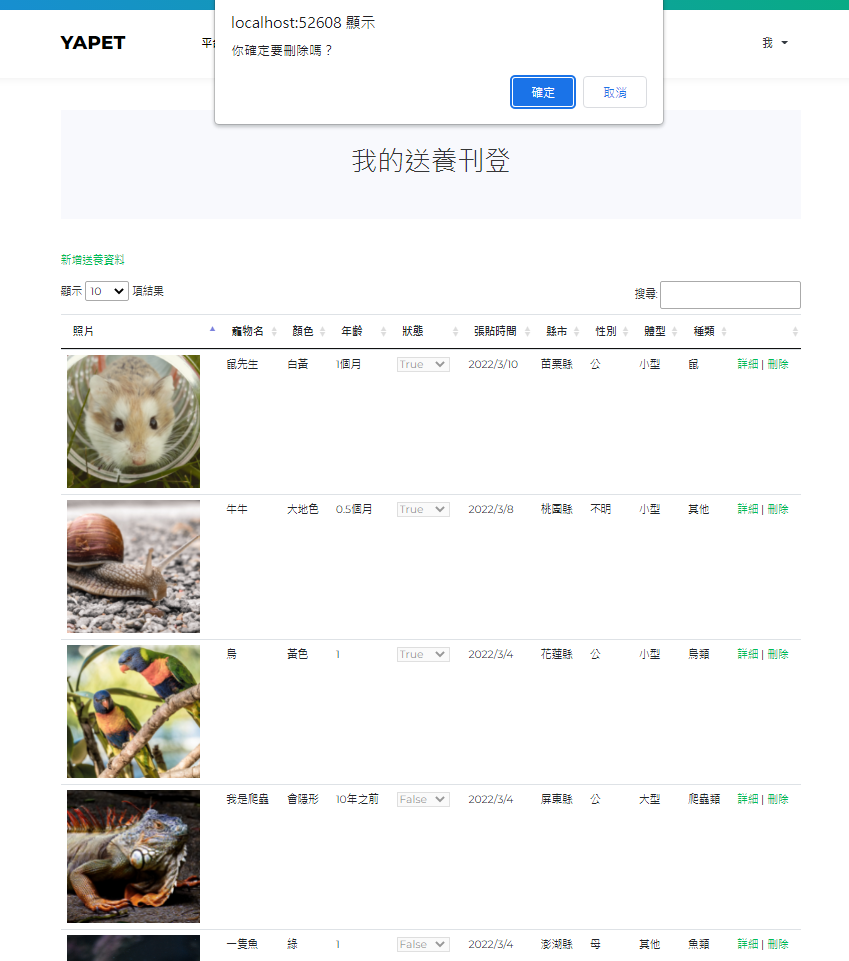 localhost:52608 顯示
你確定要刪除嗎？
確定 取消
YAPET 我
我的送養刊登
新增送養資料
顯示 10 項結果 搜尋:
照片 寵物名 顏色 年齡 狀態 張貼時間 縣市 性別 體型 種類
鼠先生 白黃 1個月 True 2022/3/10 苗栗縣 公 小型 鼠 詳細 | 刪除
牛牛 大地色 0.5個月 True 2022/3/8 桃園縣 不明 小型 其他 詳細 | 刪除
鳥 黃色 1 True 2022/3/4 花蓮縣 公 小型 鳥類 詳細 | 刪除
我是爬蟲 會隱形 10年之前 False 2022/3/4 屏東縣 公 大型 爬蟲類 詳細 | 刪除
一隻魚 綠 1 False 2022/3/4 澎湖縣 母 其他 魚類 詳細 | 刪除